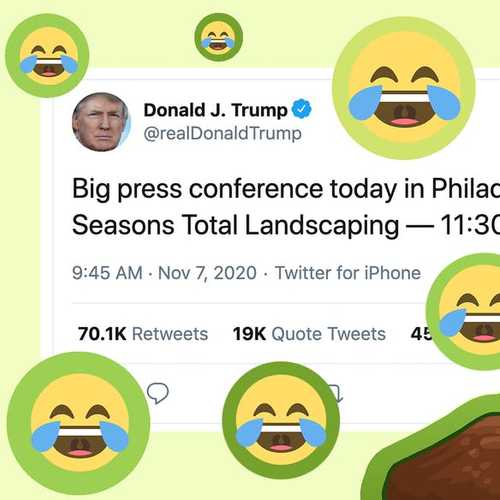 Donald J. Trump
@realDonaldTrump
Big press conference today in Philad
Seasons Total Landscaping — 11:30
9:45 AM · Nov 7, 2020 · Twitter for iPhone
70.1K Retweets 19K Quote Tweets 45